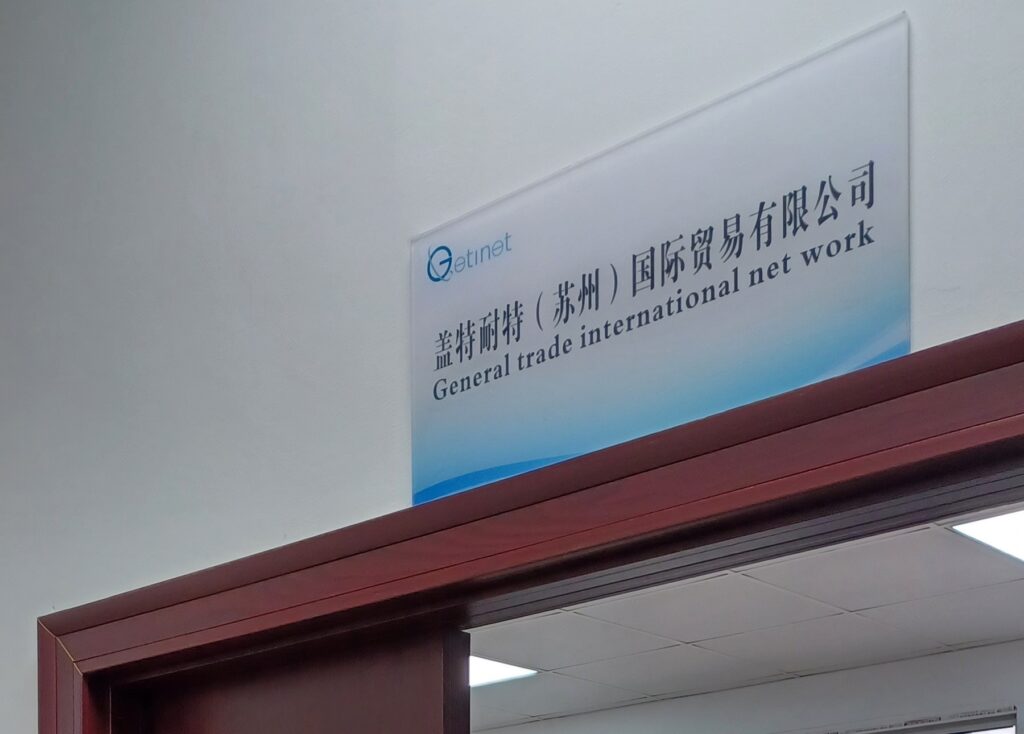 Getinet
盖特耐特（苏州）国际贸易有限公司
General trade international net work